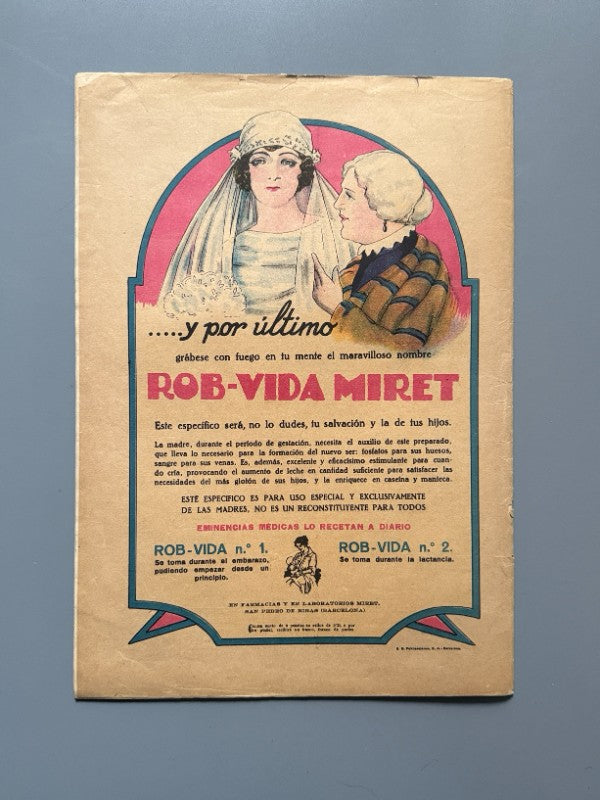 .....y por último
grábese con fuego en tu mente el maravilloso nombre
ROB-VIDA MIRET
Este específico será, no lo dudes, tu salvación y la de tus hijos.
La madre, durante el periodo de gestación, necesita el auxilio de este preparado,
que lleva lo necesario para la formación del nuevo ser: fosfatos para sus huesos,
sangre para sus venas. Es, además, excelente y eficacísimo estimulante para cuan-
do cría, provocando el aumento de leche en cantidad suficiente para satisfacer las
necesidades del más glotón de sus hijos, y la enriquece en caseína y manteca.
ESTÉ ESPECIFICO ES PARA USO ESPECIAL Y EXCLUSIVAMENTE
DE LAS MADRES, NO ES UN RECONSTITUYENTE PARA TODOS
EMINENCIAS MÉDICAS LO RECETAN A DIARIO
ROB-VIDA n.º 1.
Se toma durante el embarazo,
pudiendo empezar desde un
principio.
ROB-VIDA n.º 2.
Se toma durante la lactancia.
EN FARMACIAS Y EN LABORATORIOS MIRET,
SAN PEDRO DE RIBAS (BARCELONA)